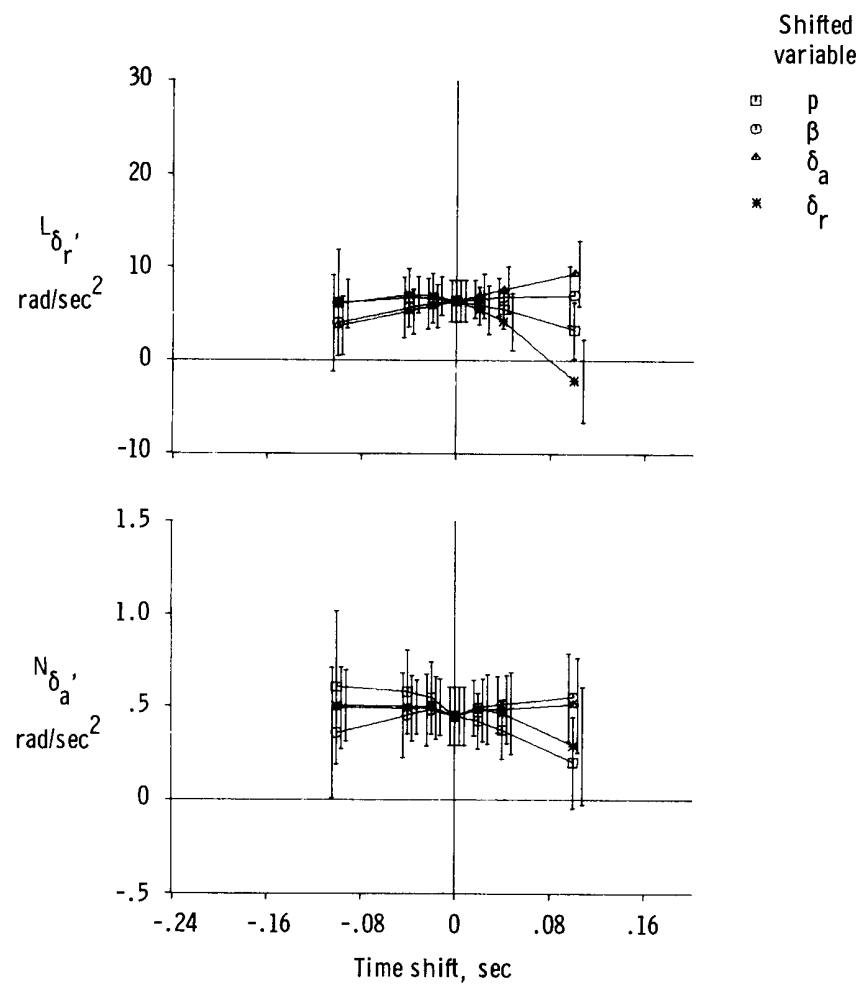 Shifted
variable
p
β
δa
δr
30
20
10
0
-10
Lδr,
rad/sec2
1.5
1.0
.5
0
-.5
Nδa,
rad/sec2
-.24 -.16 -.08 0 .08 .16
Time shift, sec